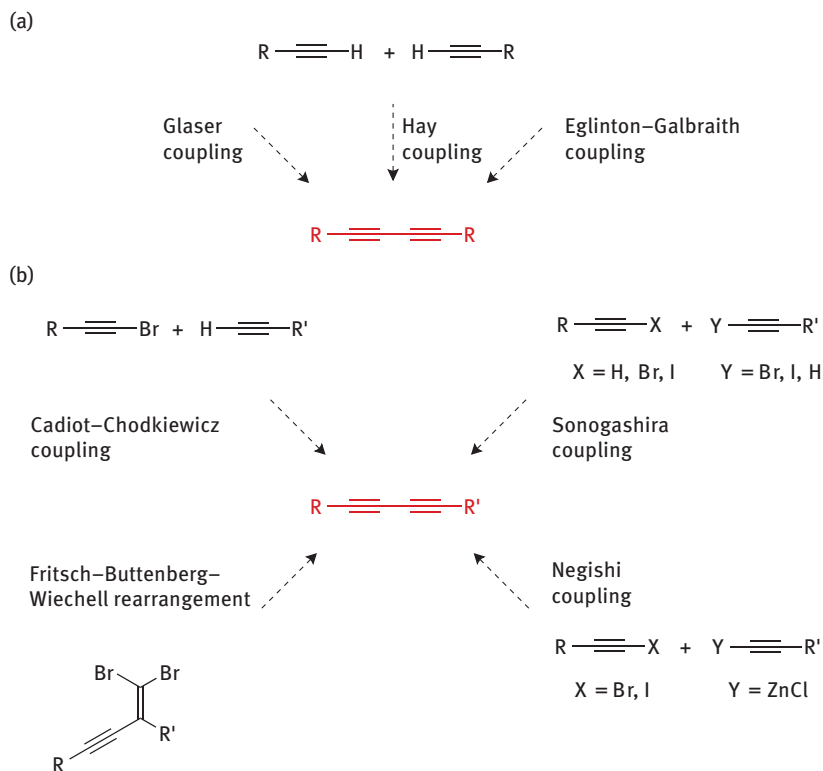 (a)
R H + H R
Glaser
coupling
Hay
coupling
Eglinton–Galbraith
coupling
R R
(b)
R Br + H R'
R X + Y R'
X = H, Br, I Y = Br, I, H
Cadiot–Chodkiewicz
coupling
Sonogashira
coupling
R R'
Fritsch–Buttenberg–
Wiechell rearrangement
Negishi
coupling
Br Br
R'
R
R X + Y R'
X = Br, I Y = ZnCl